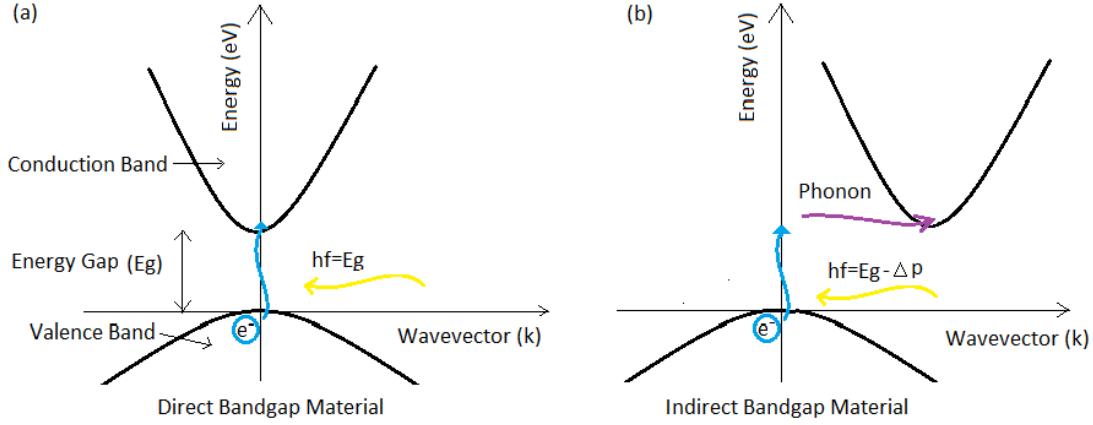 (a)
Energy (eV)
Conduction Band
Energy Gap (Eg)
hf=Eg
Valence Band
e⁻
Wavevector (k)
Direct Bandgap Material
(b)
Energy (eV)
Phonon
hf=Eg-Δp
e⁻
Wavevector (k)
Indirect Bandgap Material